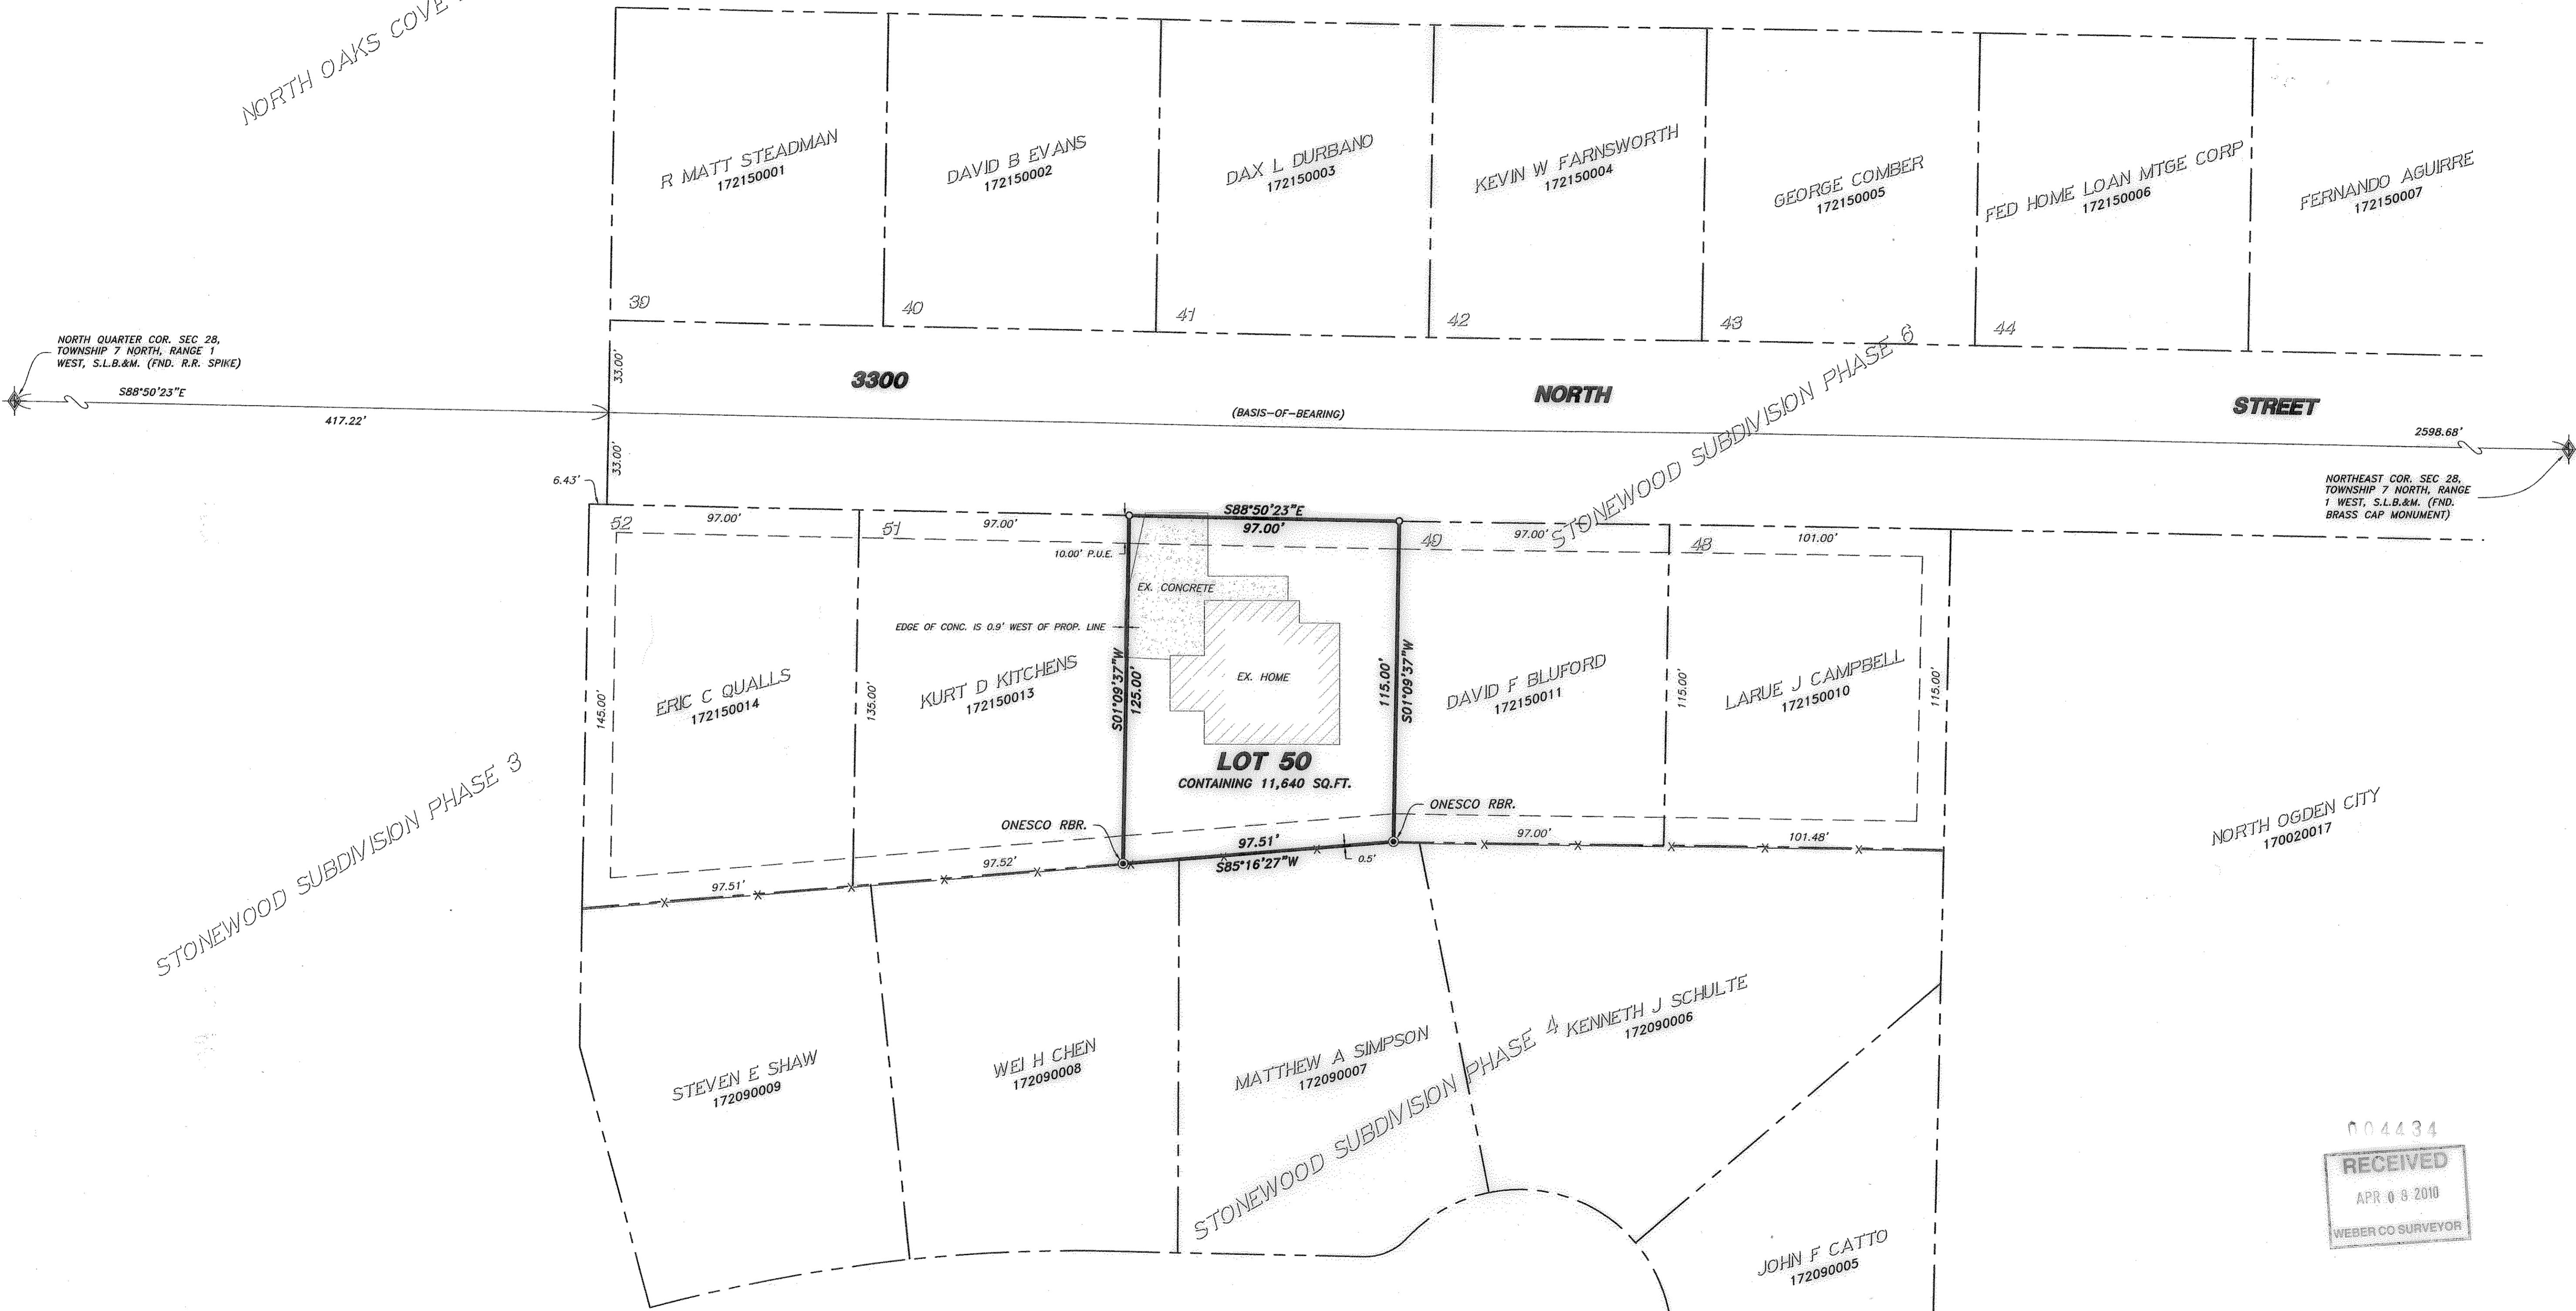 NORTH OAKS COVE
R MATT STEADMAN
172150001
DAVID B EVANS
172150002
DAX L DURBANO
172150003
KEVIN W FARNSWORTH
172150004
GEORGE COMBER
172150005
FED HOME LOAN MTGE CORP
172150006
FERNANDO AGUIRRE
172150007
39
40
41
42
43
44
NORTH QUARTER COR. SEC 28,
TOWNSHIP 7 NORTH, RANGE 1
WEST, S.L.B.&M. (FND. R.R. SPIKE)
S88°50'23"E
417.22'
33.00'
33.00'
3300 NORTH STREET
(BASIS-OF-BEARING)
2598.68'
STONEWOOD SUBDIVISION PHASE 6
NORTHEAST COR. SEC 28,
TOWNSHIP 7 NORTH, RANGE
1 WEST, S.L.B.&M. (FND.
BRASS CAP MONUMENT)
6.43'
52
97.00'
51
97.00'
S88°50'23"E
97.00'
49
97.00'
48
101.00'
10.00' P.U.E.
EX. CONCRETE
EDGE OF CONC. IS 0.9' WEST OF PROP. LINE
EX. HOME
145.00'
ERIC C QUALLS
172150014
135.00'
KURT D KITCHENS
172150013
S01°09'37"W
125.00'
115.00'
S01°09'37"W
DAVID F BLUFORD
172150011
115.00'
LARUE J CAMPBELL
172150010
115.00'
LOT 50
CONTAINING 11,640 SQ.FT.
ONESCO RBR.
ONESCO RBR.
97.51'
97.52'
97.51'
S85°16'27"W
0.5'
97.00'
101.48'
STONEWOOD SUBDIVISION PHASE 3
NORTH OGDEN CITY
170020017
STEVEN E SHAW
172090009
WEI H CHEN
172090008
MATTHEW A SIMPSON
172090007
KENNETH J SCHULTE
172090006
STONEWOOD SUBDIVISION PHASE 4
JOHN F CATTO
172090005
004434
RECEIVED
APR 0 8 2010
WEBER CO SURVEYOR